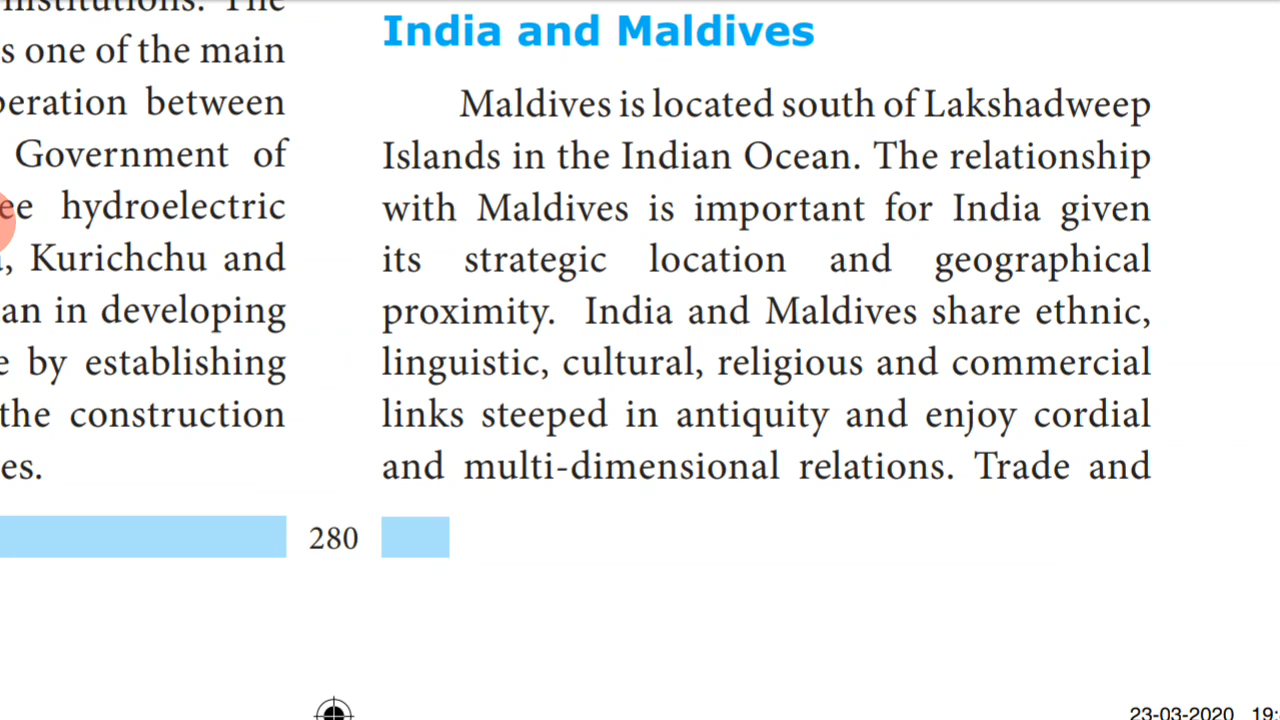 institutions. The
s one of the main
peration between
Government of
ee hydroelectric
, Kurichchu and
an in developing
e by establishing
the construction
es.
India and Maldives
Maldives is located south of Lakshadweep
Islands in the Indian Ocean. The relationship
with Maldives is important for India given
its strategic location and geographical
proximity. India and Maldives share ethnic,
linguistic, cultural, religious and commercial
links steeped in antiquity and enjoy cordial
and multi-dimensional relations. Trade and
280
23-03-2020 19: